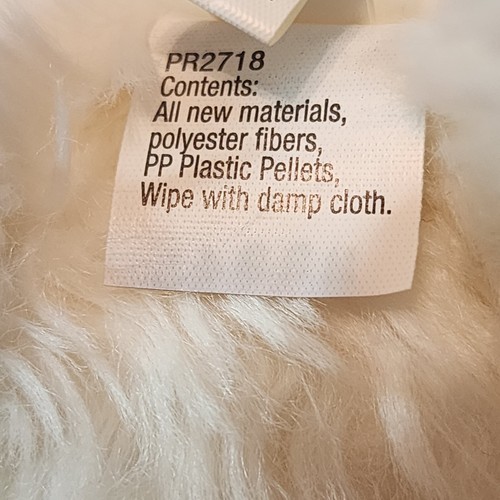 PR2718
Contents:
All new materials,
polyester fibers,
PP Plastic Pellets,
Wipe with damp cloth.